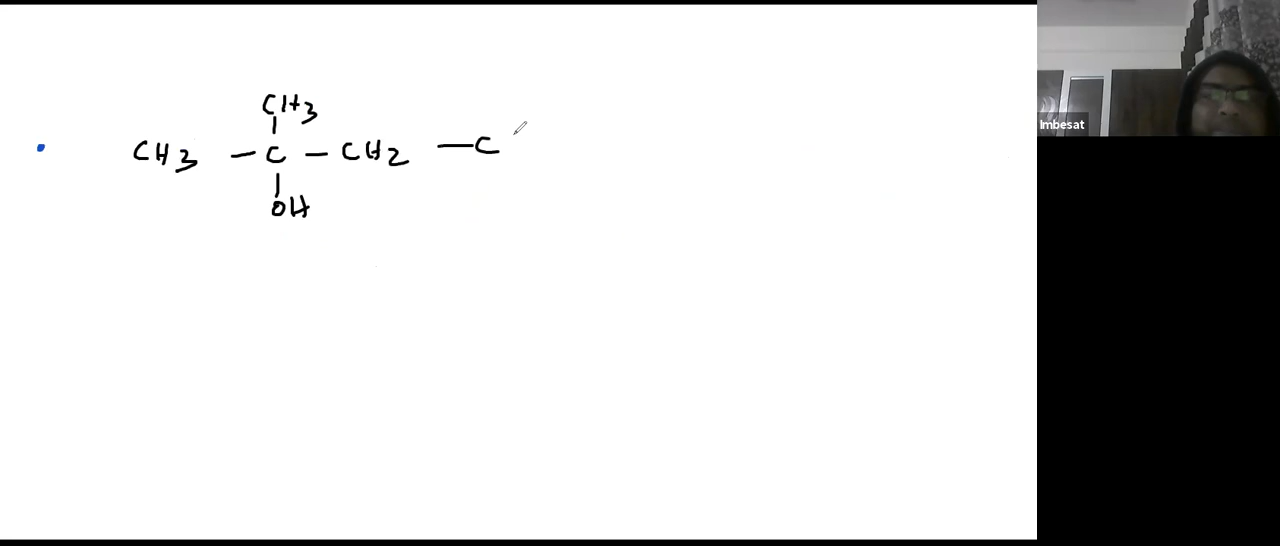 CH3
CH3 — C — CH2 — C
OH
Imbesat